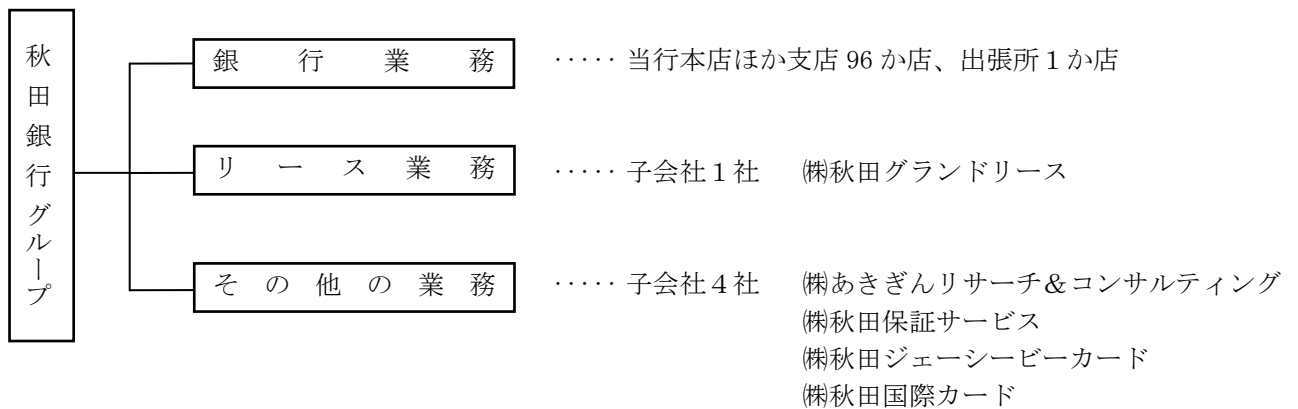 秋田銀行グループ
銀行業務 ····· 当行本店ほか支店 96 か店、出張所１か店
リース業務 ····· 子会社１社 ㈱秋田グランドリース
その他の業務 ····· 子会社４社 ㈱あきぎんリサーチ＆コンサルティング
㈱秋田保証サービス
㈱秋田ジェーシービーカード
㈱秋田国際カード